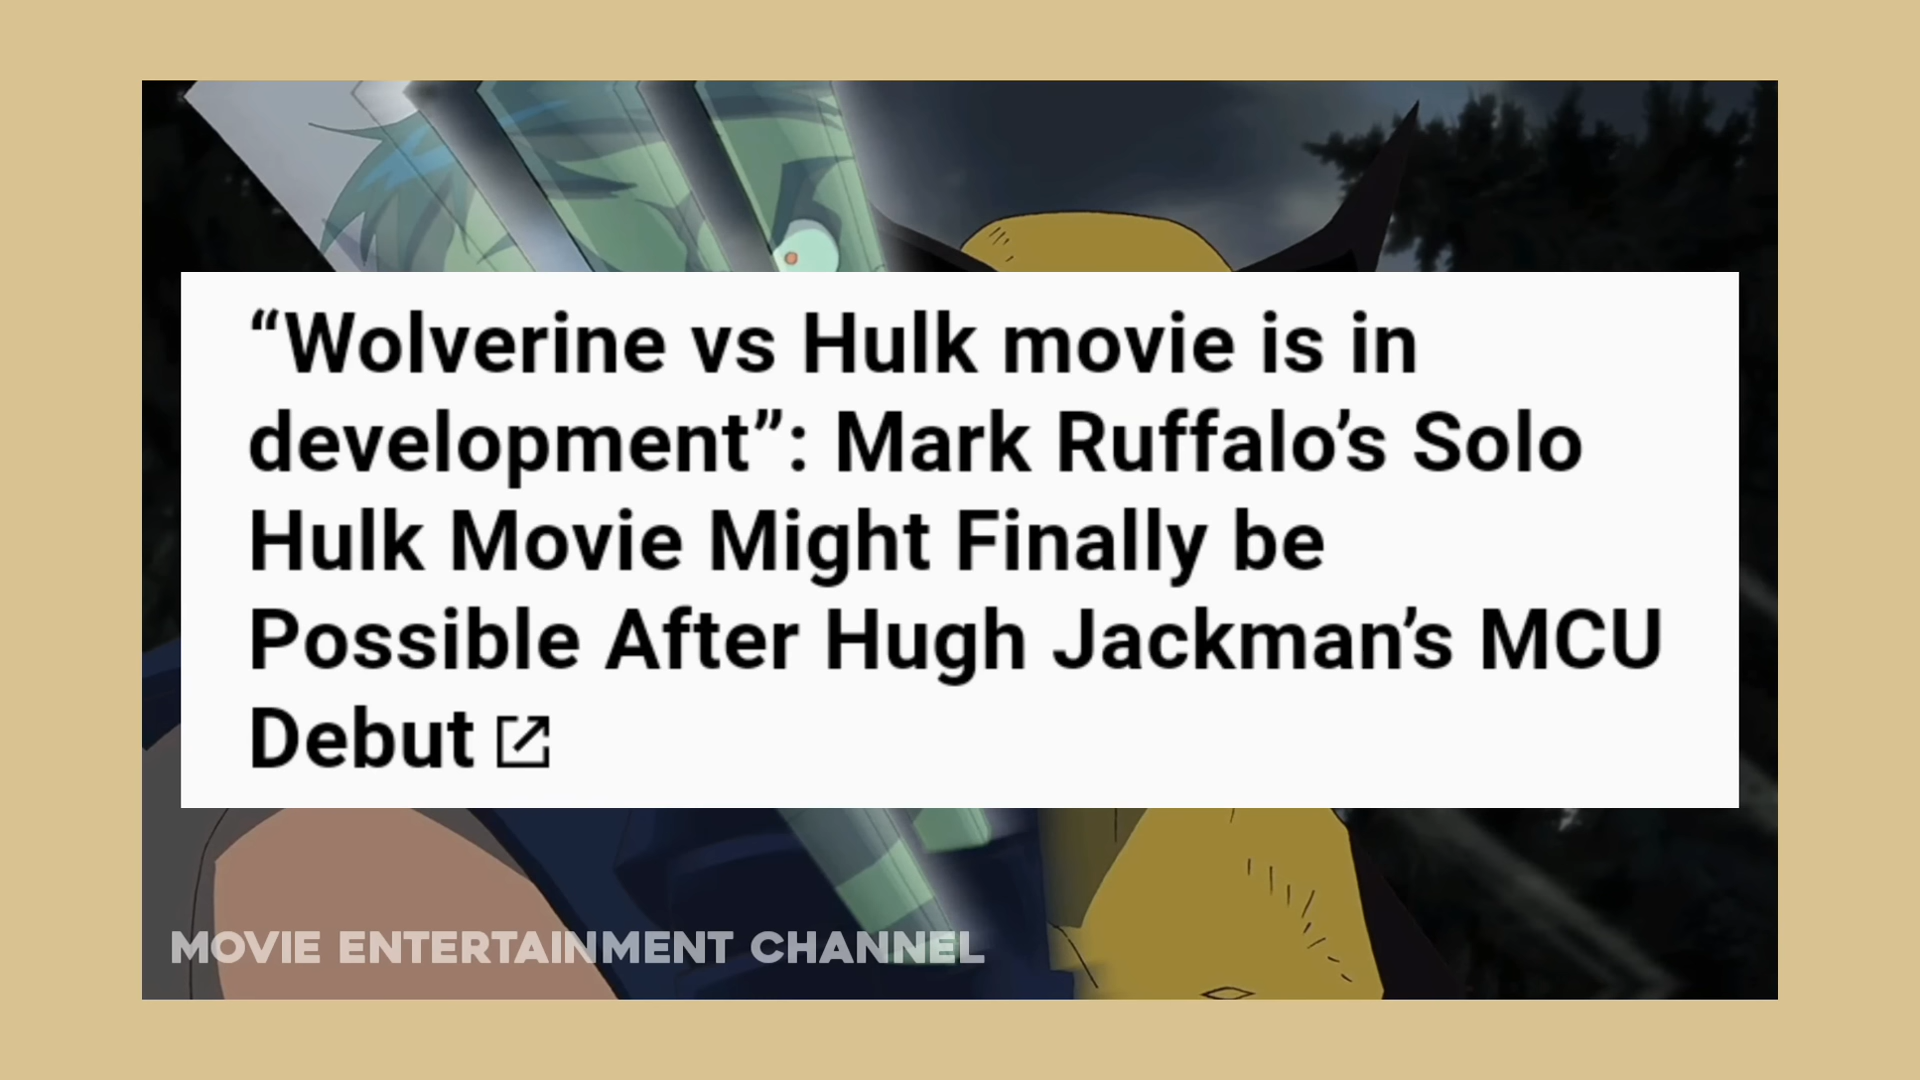 “Wolverine vs Hulk movie is in
development”: Mark Ruffalo’s Solo
Hulk Movie Might Finally be
Possible After Hugh Jackman’s MCU
Debut
MOVIE ENTERTAINMENT CHANNEL